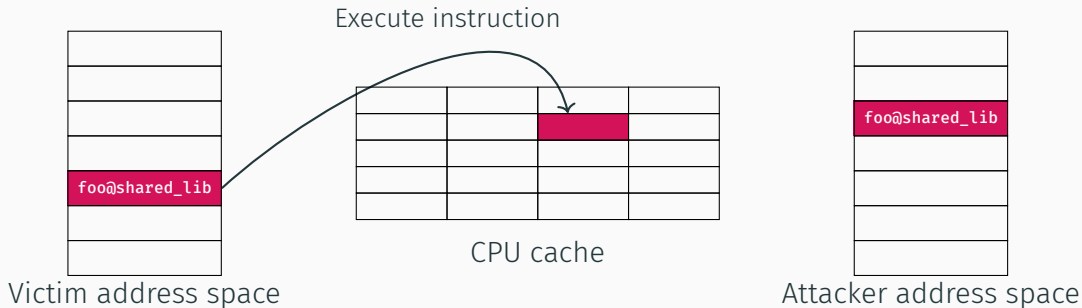 Execute instruction
foo@shared_lib
foo@shared_lib
CPU cache
Victim address space
Attacker address space